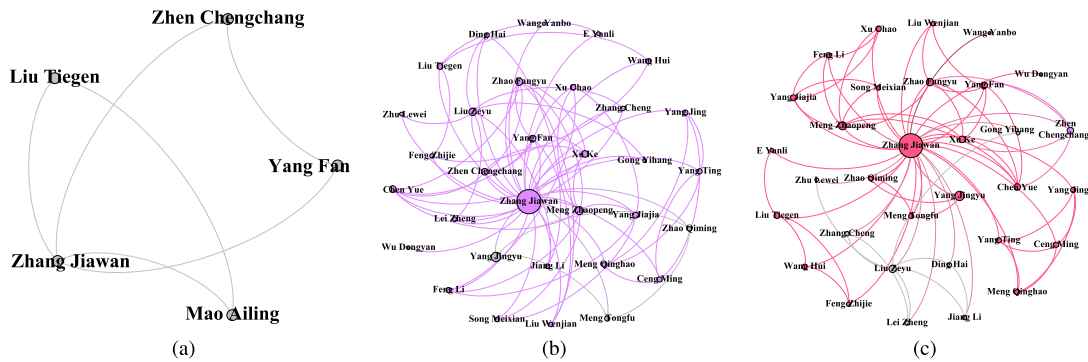 Zhen Chengchang
Liu Tiegen
Yang Fan
Zhang Jiawan
Mao Ailing
(a)
Wang Yanbo
Ding Hai
E Yanli
Wang Hui
Liu Tiegen
Zhao Fangyu
Xu Chao
Zhu Lewei
Liu Zeyu
Zhang Cheng
Yang Jing
Yang Fan
Feng Zhijie
Xu Ke
Gong Yihang
Zhen Chengchang
Yang Ting
Chen Yue
Zhang Jiawan
Lei Zheng
Meng Zhaopeng
Yang Jiajia
Zhao Qiming
Wu Dongyan
Yang Jingyu
Jiang Li
Meng Qinghao
Ceng Ming
Feng Li
Song Meixian
Liu Wenjian
Meng Tongfu
(b)
Xu Chao
Liu Wenjian
Wang Yanbo
Feng Li
Wu Dongyan
Song Meixian
Zhao Fangyu
Yang Fan
Yang Jiajia
Meng Zhaopeng
Gong Yihang
Zhen
Chengchang
Zhang Jiawan
Xu Ke
E Yanli
Zhu Lewei
Zhao Qiming
Chen Yue
Yang Jing
Yang Jingyu
Liu Tiegen
Meng Tongfu
Zhang Cheng
Yang Ting
Ceng Ming
Wang Hui
Liu Zeyu
Ding Hai
Meng Qinghao
Feng Zhijie
Lei Zheng
Jiang Li
(c)